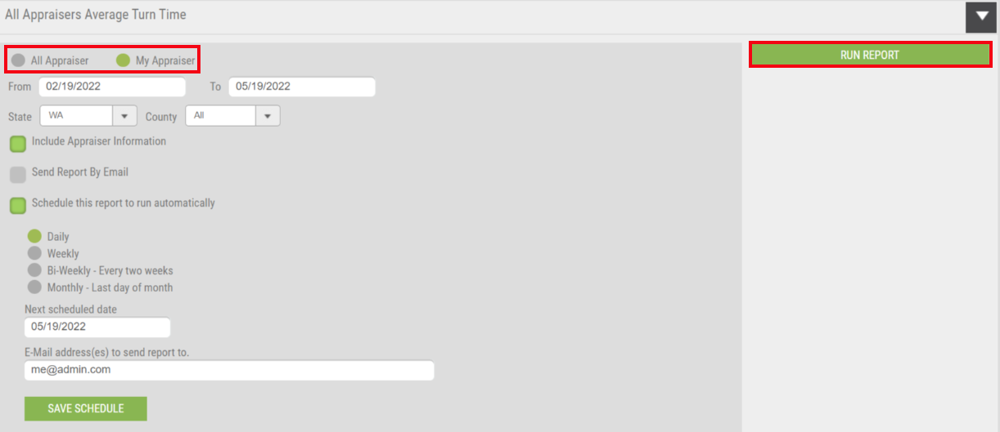 All Appraisers Average Turn Time
All Appraiser My Appraiser
RUN REPORT
From 02/19/2022 To 05/19/2022
State WA County All
Include Appraiser Information
Send Report By Email
Schedule this report to run automatically
Daily
Weekly
Bi-Weekly - Every two weeks
Monthly - Last day of month
Next scheduled date
05/19/2022
E-Mail address(es) to send report to.
me@admin.com
SAVE SCHEDULE